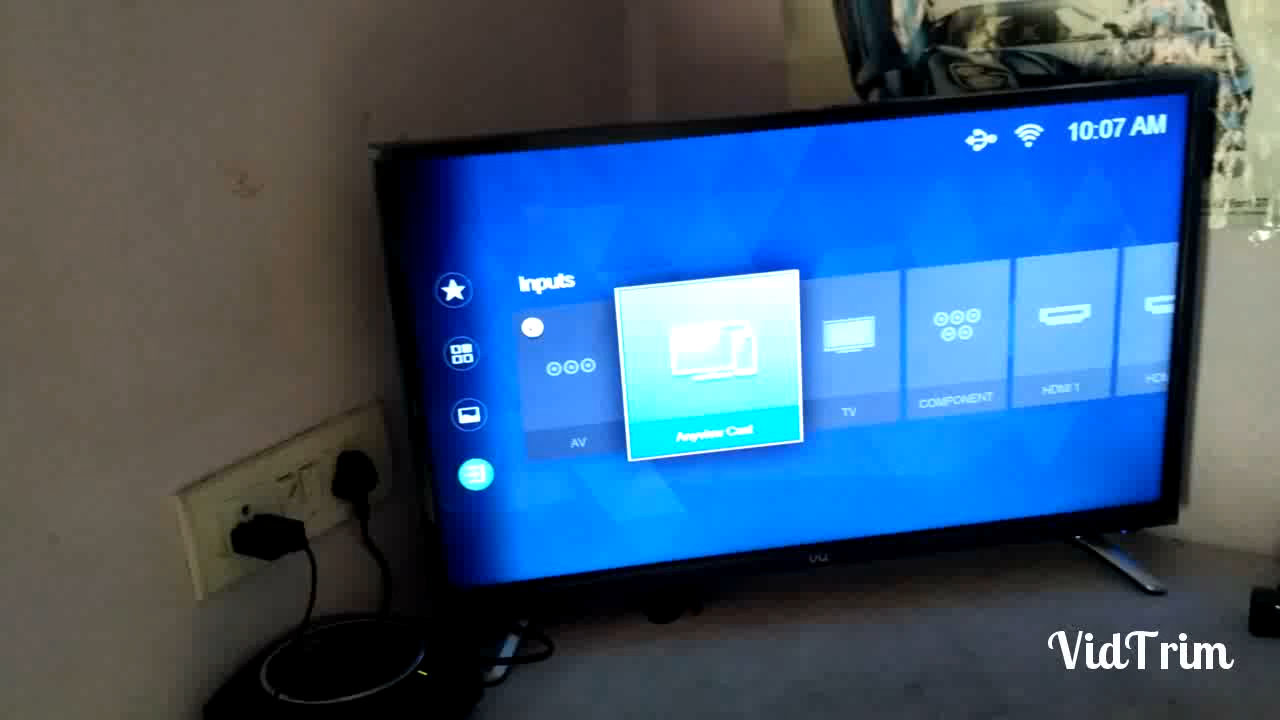 10:07 AM
Inputs
AV
Anyview Cast
TV
COMPONENT
HDMI 1
VidTrim